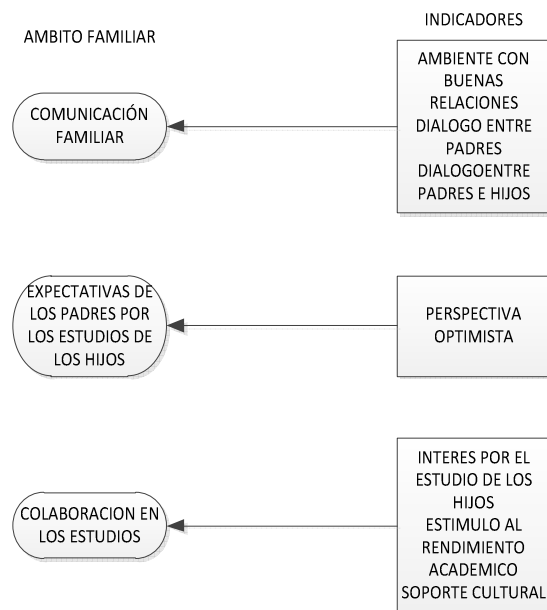 AMBITO FAMILIAR
INDICADORES
COMUNICACIÓN
FAMILIAR
AMBIENTE CON
BUENAS
RELACIONES
DIALOGO ENTRE
PADRES
DIALOGOENTRE
PADRES E HIJOS
EXPECTATIVAS DE
LOS PADRES POR
LOS ESTUDIOS DE
LOS HIJOS
PERSPECTIVA
OPTIMISTA
COLABORACION EN
LOS ESTUDIOS
INTERES POR EL
ESTUDIO DE LOS
HIJOS
ESTIMULO AL
RENDIMIENTO
ACADEMICO
SOPORTE CULTURAL